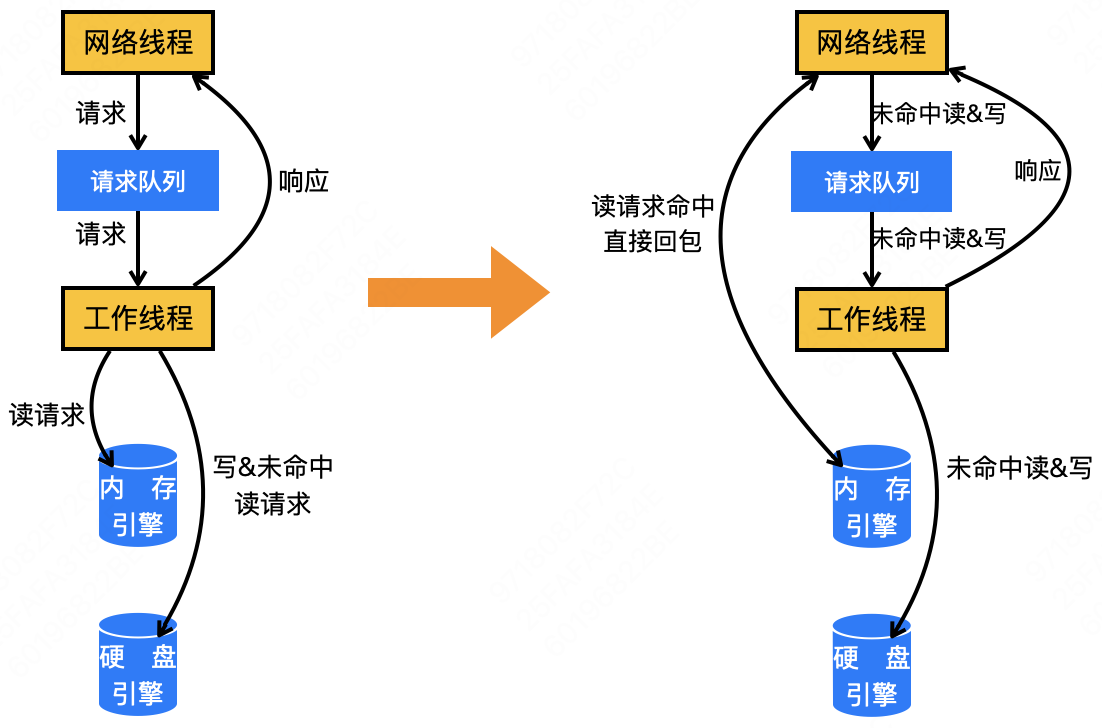 网络线程
请求
请求队列
响应
请求
工作线程
读请求
写&未命中
读请求
内 存
引擎
硬 盘
引擎
网络线程
未命中读&写
请求队列
响应
读请求命中
直接回包
未命中读&写
工作线程
未命中读&写
内 存
引擎
硬 盘
引擎